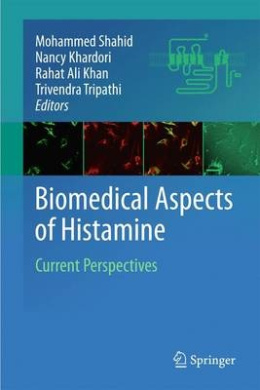 Mohammed Shahid
Nancy Khardori
Rahat Ali Khan
Trivendra Tripathi
Editors
Biomedical Aspects
of Histamine
Current Perspectives
Springer